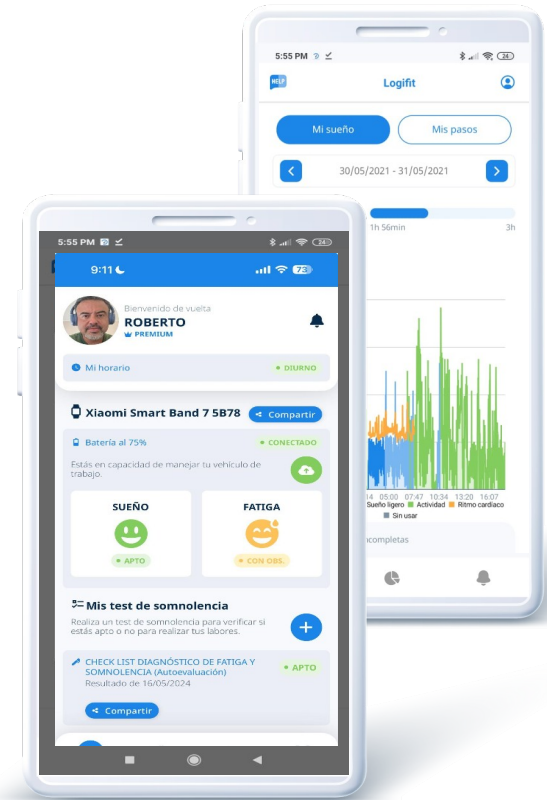 5:55 PM
24
HELP
Logifit
Mi sueño
Mis pasos
30/05/2021 - 31/05/2021
1h 56min
3h
14 05:00 07:47 10:34 13:20 16:07
Sueño ligero Actividad Ritmo cardíaco
Sin usar
incompletas
5:55 PM
24
9:11
73
Bienvenido de vuelta
ROBERTO
PREMIUM
Mi horario
DIURNO
Xiaomi Smart Band 7 5B78
Compartir
Batería al 75%
CONECTADO
Estás en capacidad de manejar tu vehículo de
trabajo.
SUEÑO
FATIGA
APTO
CON OBS.
Mis test de somnolencia
Realiza un test de somnolencia para verificar si
estás apto o no para realizar tus labores.
CHECK LIST DIAGNÓSTICO DE FATIGA Y
SOMNOLENCIA (Autoevaluación)
APTO
Resultado de 16/05/2024
Compartir